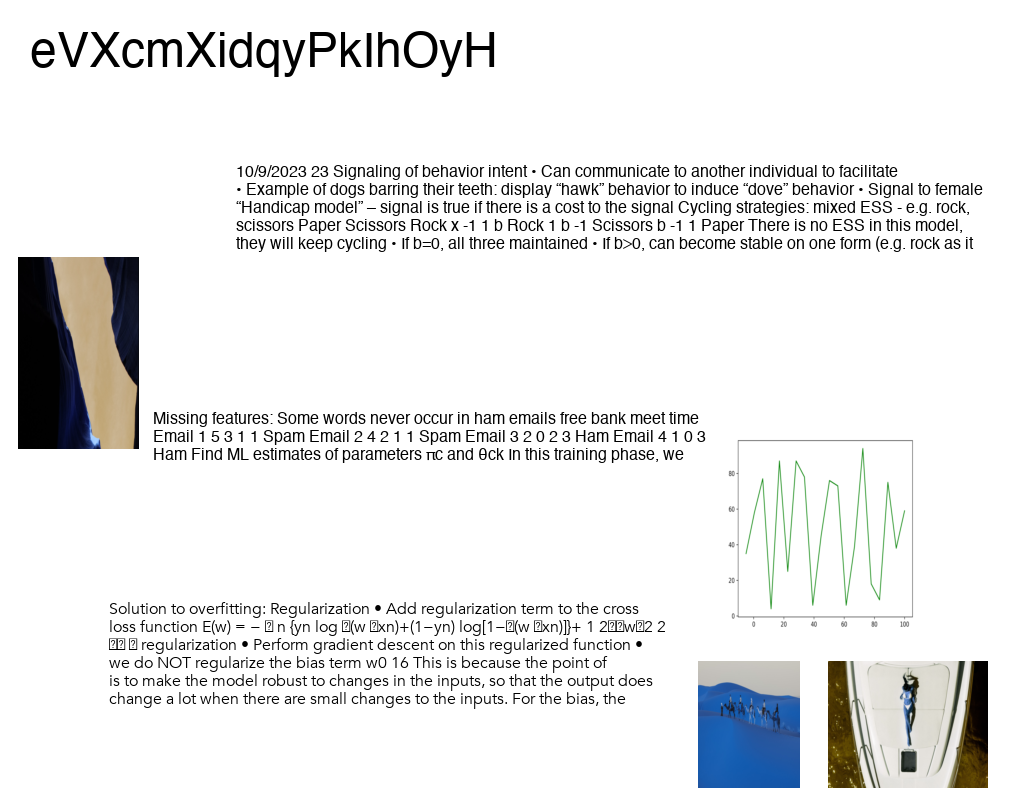 eVXcmXidqyPkIhOyH
10/9/2023 23 Signaling of behavior intent • Can communicate to another individual to facilitate
• Example of dogs barring their teeth: display “hawk” behavior to induce “dove” behavior • Signal to female
“Handicap model” – signal is true if there is a cost to the signal Cycling strategies: mixed ESS - e.g. rock,
scissors Paper Scissors Rock x -1 1 b Rock 1 b -1 Scissors b -1 1 Paper There is no ESS in this model,
they will keep cycling • If b=0, all three maintained • If b>0, can become stable on one form (e.g. rock as it
Missing features: Some words never occur in ham emails free bank meet time
Email 1 5 3 1 1 Spam Email 2 4 2 1 1 Spam Email 3 2 0 2 3 Ham Email 4 1 0 3
Ham Find ML estimates of parameters πc and θck In this training phase, we
80
60
40
20
0
0 20 40 60 80 100
Solution to overfitting: Regularization • Add regularization term to the cross
loss function E(w) = − n {yn log (w xn)+(1−yn) log[1−(w xn)]}+ 1 2w2 2
regularization • Perform gradient descent on this regularized function •
we do NOT regularize the bias term w0 16 This is because the point of
is to make the model robust to changes in the inputs, so that the output does
change a lot when there are small changes to the inputs. For the bias, the